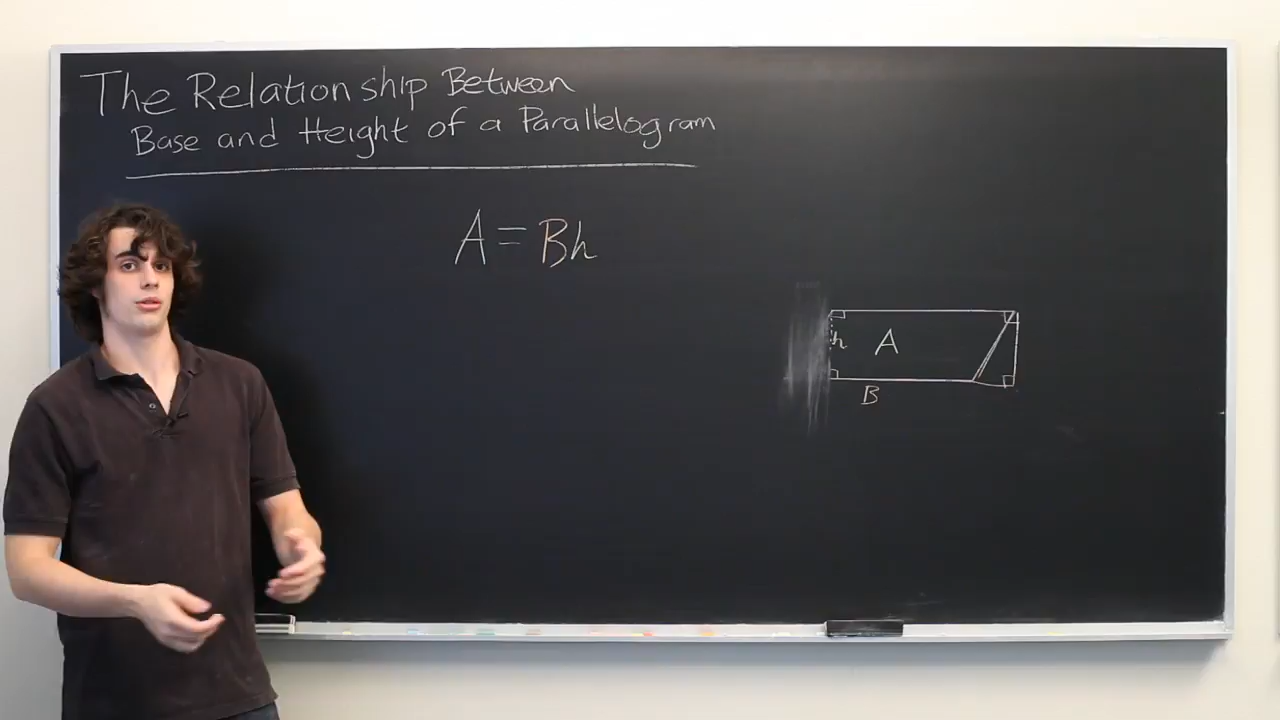 The Relationship Between
Base and Height of a Parallelogram
A = Bh
h
A
B